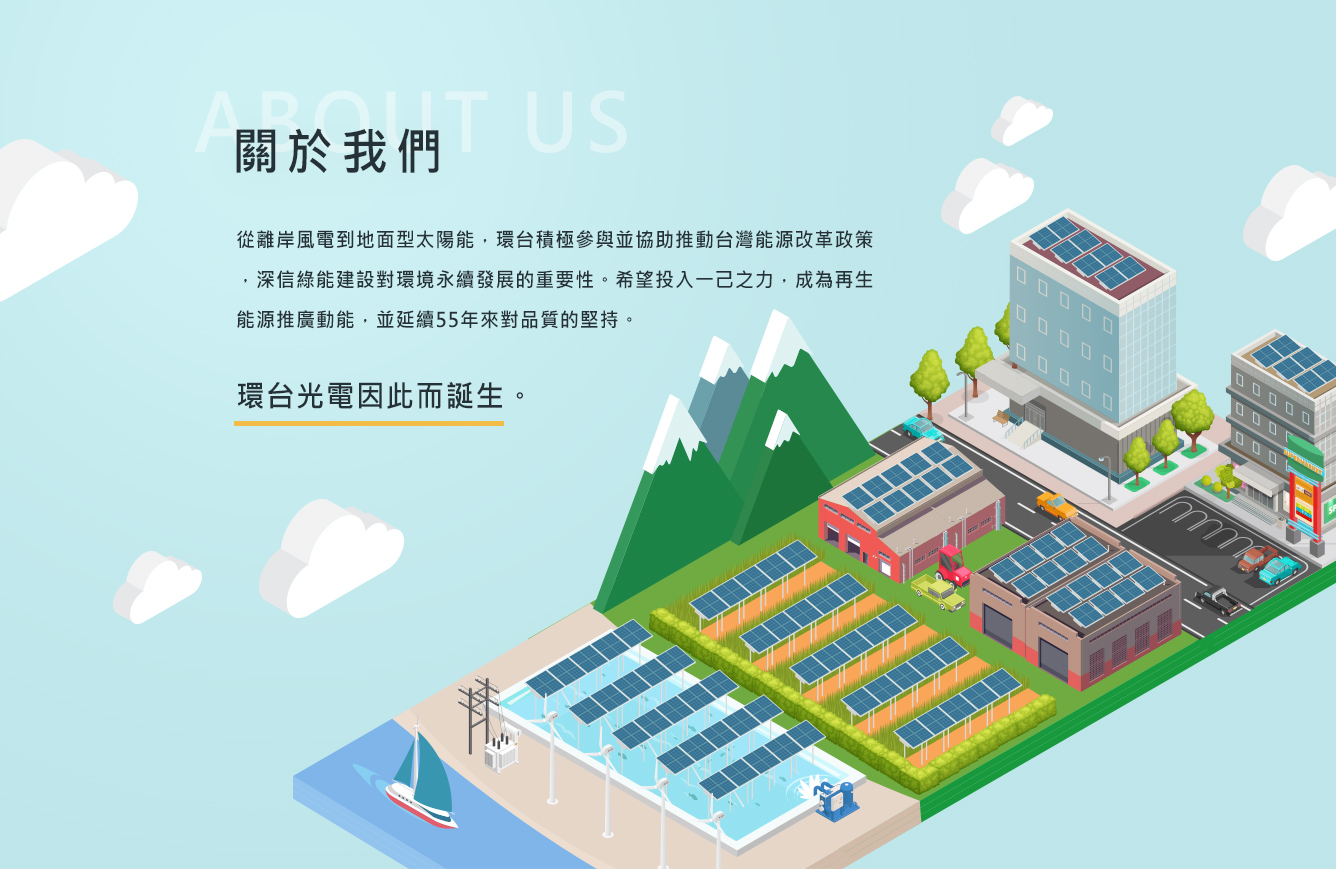 ABOUT US
關於我們
從離岸風電到地面型太陽能，環台積極參與並協助推動台灣能源改革政策
，深信綠能建設對環境永續發展的重要性。希望投入一己之力，成為再生
能源推廣動能，並延續55年來對品質的堅持。
環台光電因此而誕生。